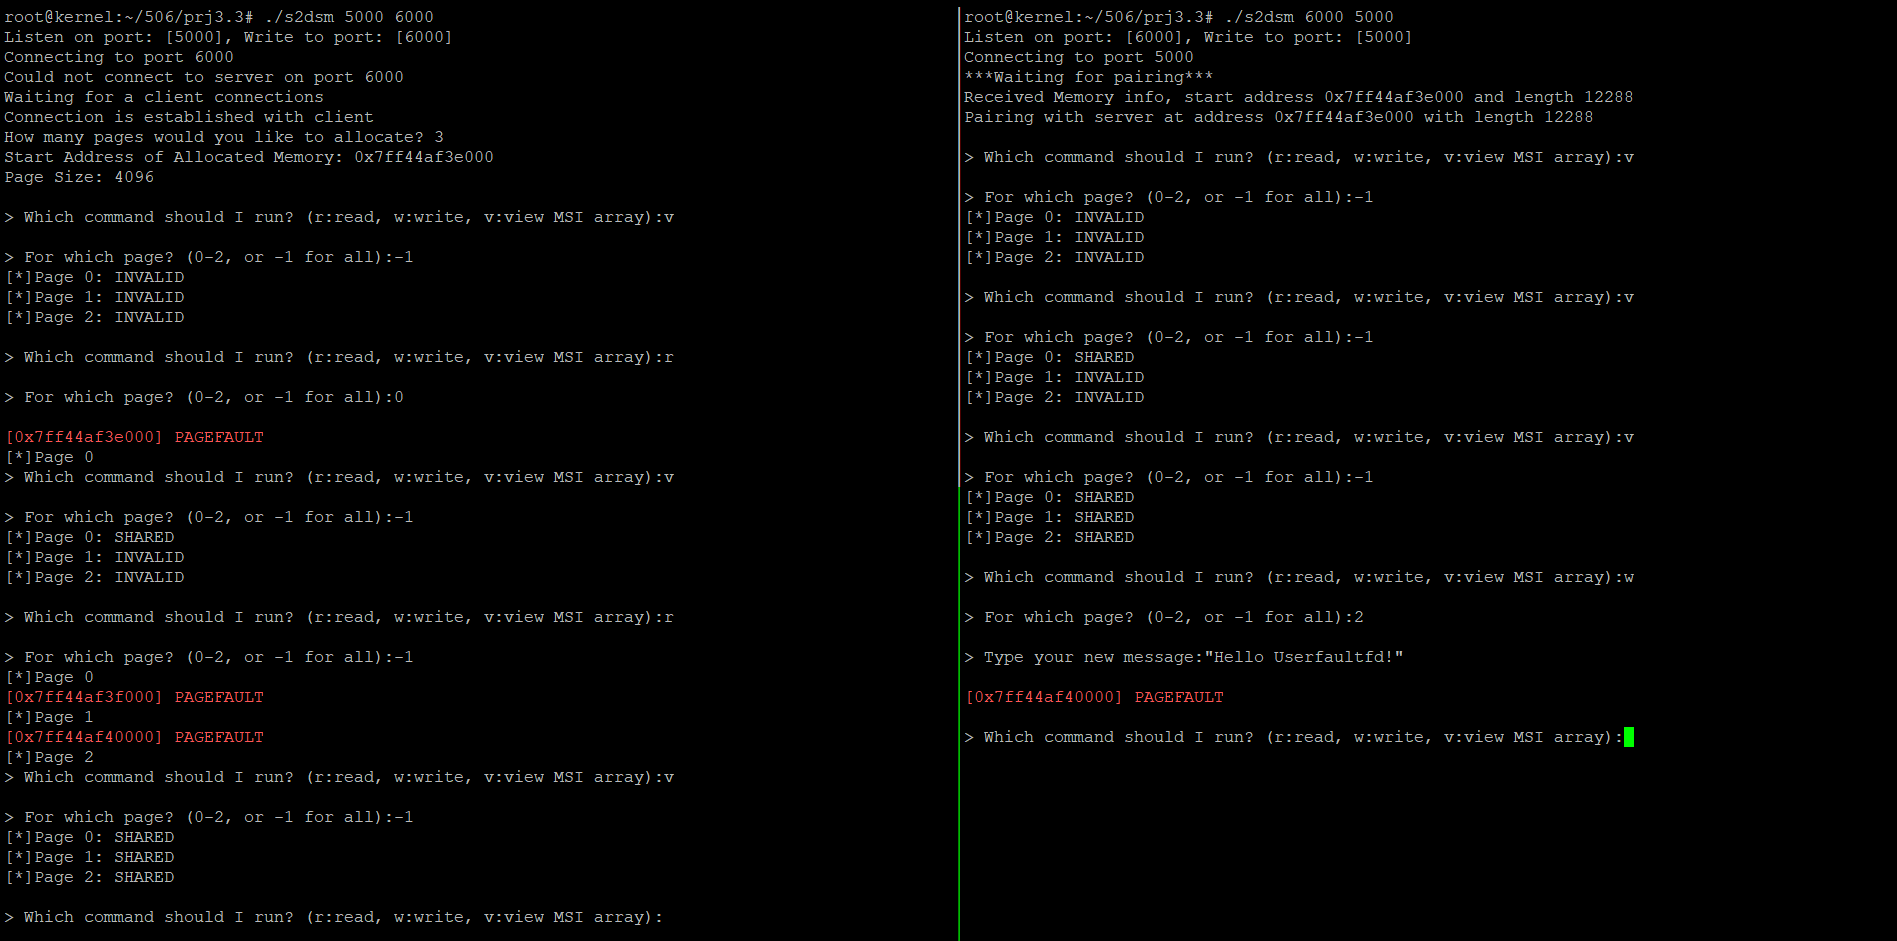 root@kernel:~/506/prj3.3# ./s2dsm 5000 6000
Listen on port: [5000], Write to port: [6000]
Connecting to port 6000
Could not connect to server on port 6000
Waiting for a client connections
Connection is established with client
How many pages would you like to allocate? 3
Start Address of Allocated Memory: 0x7ff44af3e000
Page Size: 4096
> Which command should I run? (r:read, w:write, v:view MSI array):v
> For which page? (0-2, or -1 for all):-1
[*]Page 0: INVALID
[*]Page 1: INVALID
[*]Page 2: INVALID
> Which command should I run? (r:read, w:write, v:view MSI array):r
> For which page? (0-2, or -1 for all):0
[0x7ff44af3e000] PAGEFAULT
[*]Page 0
> Which command should I run? (r:read, w:write, v:view MSI array):v
> For which page? (0-2, or -1 for all):-1
[*]Page 0: SHARED
[*]Page 1: INVALID
[*]Page 2: INVALID
> Which command should I run? (r:read, w:write, v:view MSI array):r
> For which page? (0-2, or -1 for all):-1
[*]Page 0
[0x7ff44af3f000] PAGEFAULT
[*]Page 1
[0x7ff44af40000] PAGEFAULT
[*]Page 2
> Which command should I run? (r:read, w:write, v:view MSI array):v
> For which page? (0-2, or -1 for all):-1
[*]Page 0: SHARED
[*]Page 1: SHARED
[*]Page 2: SHARED
> Which command should I run? (r:read, w:write, v:view MSI array):
root@kernel:~/506/prj3.3# ./s2dsm 6000 5000
Listen on port: [6000], Write to port: [5000]
Connecting to port 5000
***Waiting for pairing***
Received Memory info, start address 0x7ff44af3e000 and length 12288
Pairing with server at address 0x7ff44af3e000 with length 12288
> Which command should I run? (r:read, w:write, v:view MSI array):v
> For which page? (0-2, or -1 for all):-1
[*]Page 0: INVALID
[*]Page 1: INVALID
[*]Page 2: INVALID
> Which command should I run? (r:read, w:write, v:view MSI array):v
> For which page? (0-2, or -1 for all):-1
[*]Page 0: SHARED
[*]Page 1: INVALID
[*]Page 2: INVALID
> Which command should I run? (r:read, w:write, v:view MSI array):v
> For which page? (0-2, or -1 for all):-1
[*]Page 0: SHARED
[*]Page 1: SHARED
[*]Page 2: SHARED
> Which command should I run? (r:read, w:write, v:view MSI array):w
> For which page? (0-2, or -1 for all):2
> Type your new message:"Hello Userfaultfd!"
[0x7ff44af40000] PAGEFAULT
> Which command should I run? (r:read, w:write, v:view MSI array):